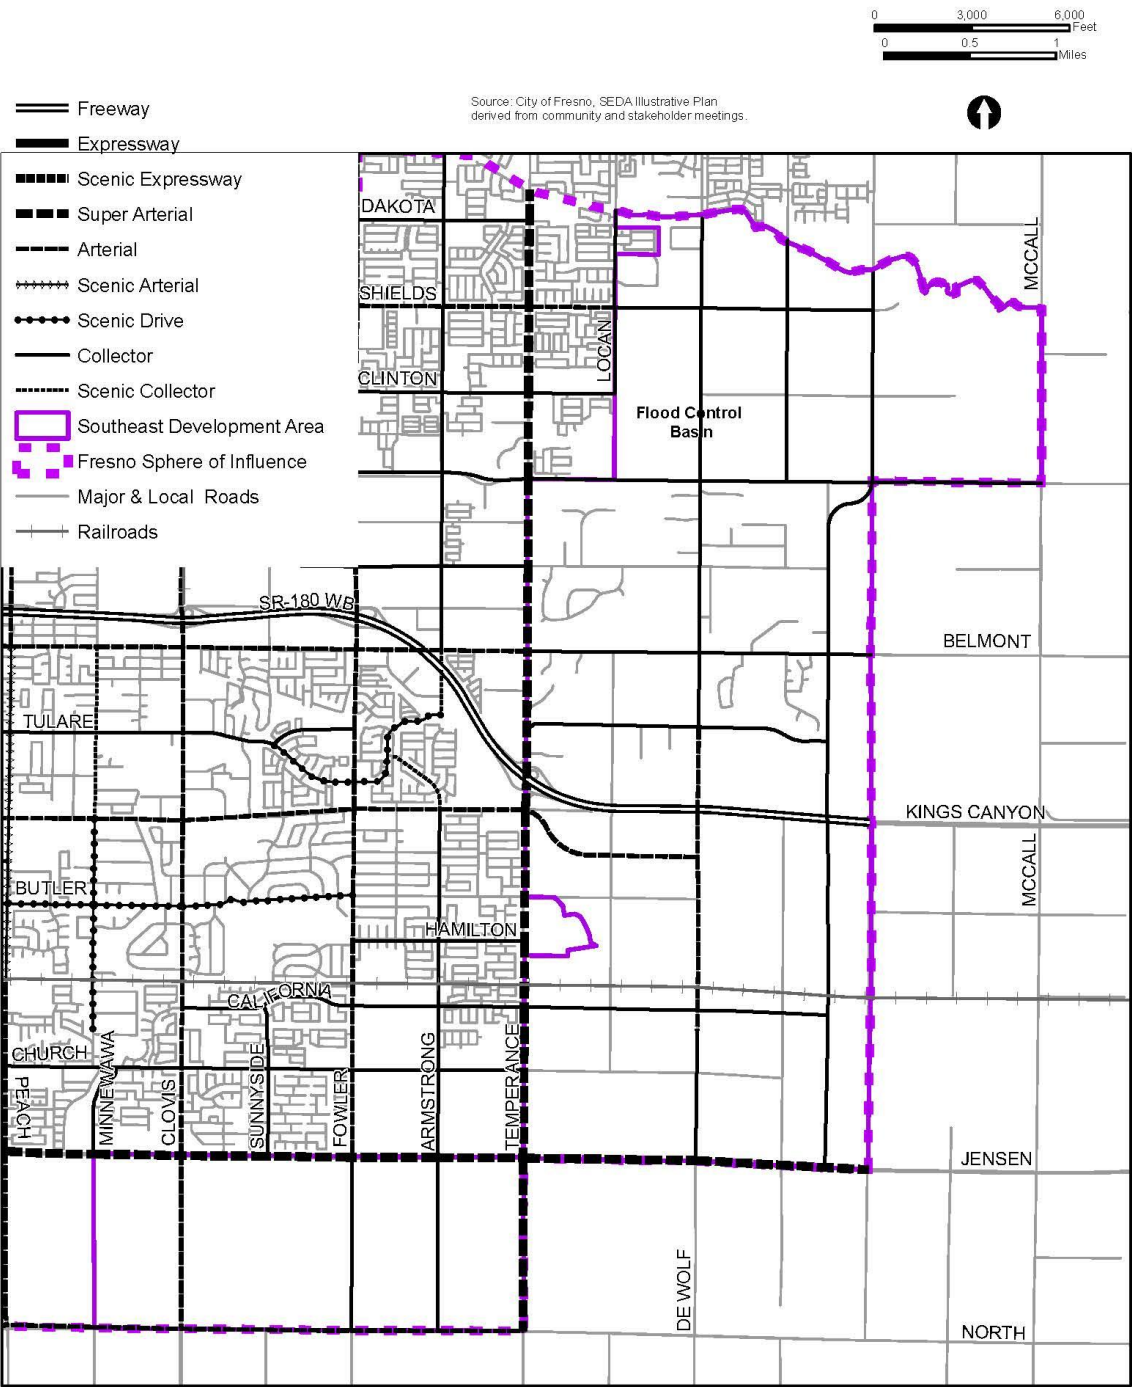 0 3,000 6,000
Feet
0 0.5 1
Miles
Source: City of Fresno, SEDA Illustrative Plan
derived from community and stakeholder meetings.
Freeway
Expressway
Scenic Expressway
Super Arterial
Arterial
Scenic Arterial
Scenic Drive
Collector
Scenic Collector
Southeast Development Area
Fresno Sphere of Influence
Major & Local Roads
Railroads
DAKOTA
SHIELDS
CLINTON
LOCAN
MCCALL
Flood Control
Basin
SR-180 WB
BELMONT
TULARE
KINGS CANYON
MCCALL
BUTLER
HAMILTON
CALIFORNIA
CHURCH
PEACH
MINNEWAWA
CLOVIS
SUNNYSIDE
FOWLER
ARMSTRONG
TEMPERANCE
JENSEN
DE WOLF
NORTH